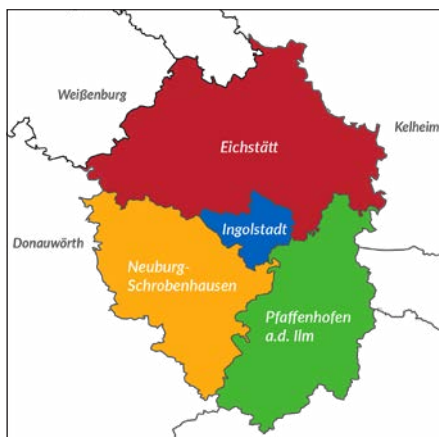 Weißenburg
Kelheim
Eichstätt
Ingolstadt
Donauwörth
Neuburg-
Schrobenhausen
Pfaffenhofen
a.d. Ilm